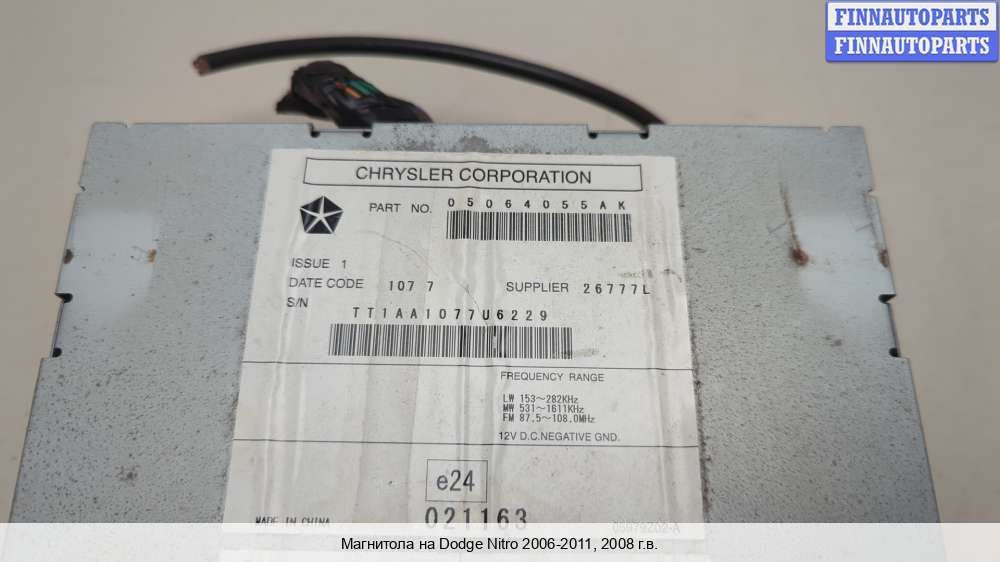 FINNAUTOPARTS
FINNAUTOPARTS
CHRYSLER CORPORATION
PART NO. 05064055AK
ISSUE 1
DATE CODE 107 7 SUPPLIER 26777L
S/N
TT1AA1077U6229
FREQUENCY RANGE
LW 153~282KHz
MW 531~1611KHz
FM 87.5~108.0MHz
12V D.C.NEGATIVE GND.
e24
MADE IN CHINA 021163
Магнитола на Dodge Nitro 2006-2011, 2008 г.в.